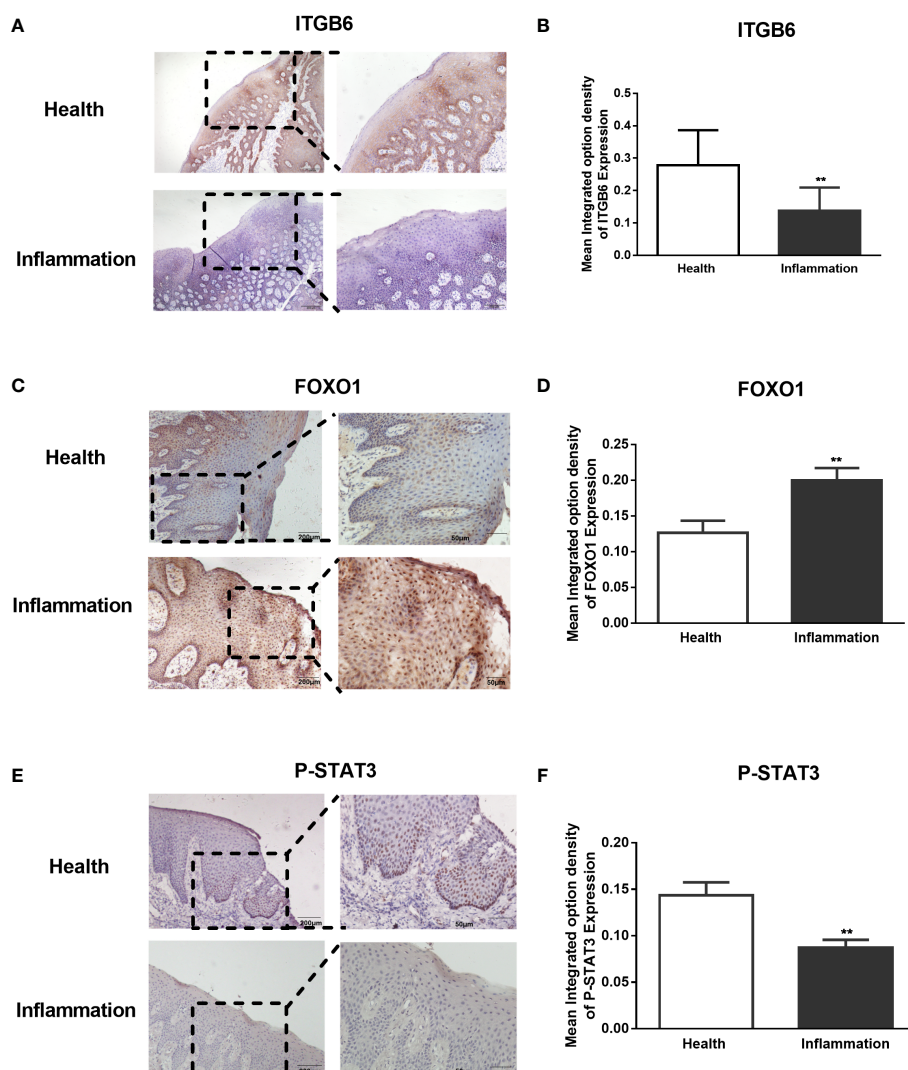 A
ITGB6
Health
Inflammation
B
ITGB6
Mean Integrated option density
of ITGB6 Expression
0.5
0.4
0.3
0.2
0.1
0.0
**
Health
Inflammation
C
FOXO1
Health
200μm
50μm
Inflammation
200μm
50μm
D
FOXO1
Mean Integrated option density
of FOXO1 Expression
0.25
0.20
0.15
0.10
0.05
0.00
**
Health
Inflammation
E
P-STAT3
Health
200μm
50μm
Inflammation
F
P-STAT3
Mean Integrated option density
of P-STAT3 Expression
0.20
0.15
0.10
0.05
0.00
**
Health
Inflammation